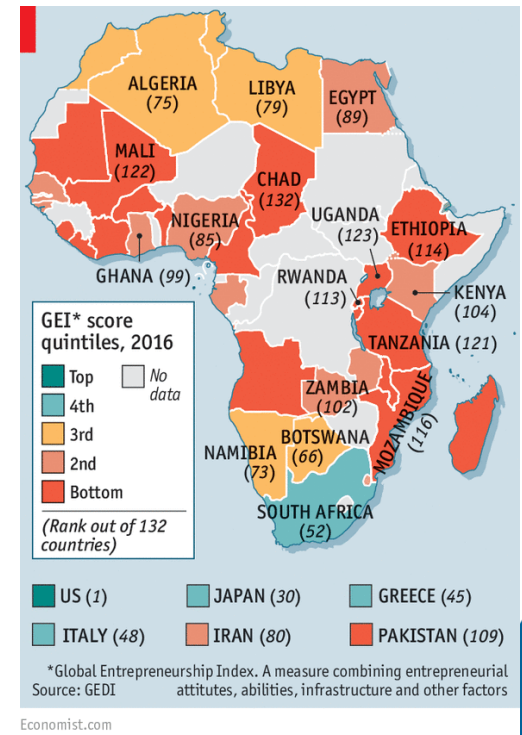 ALGERIA
(75)
LIBYA
(79)
EGYPT
(89)
MALI
(122)
CHAD
(132)
NIGERIA
(85)
UGANDA
(123)
ETHIOPIA
(114)
GHANA (99)
RWANDA
(113)
KENYA
(104)
TANZANIA (121)
ZAMBIA
(102)
MOZAMBIQUE
(116)
NAMIBIA
(73)
BOTSWANA
(66)
SOUTH AFRICA
(52)
GEI* score
quintiles, 2016
Top
No
data
4th
3rd
2nd
Bottom
(Rank out of 132
countries)
US (1)
JAPAN (30)
GREECE (45)
ITALY (48)
IRAN (80)
PAKISTAN (109)
*Global Entrepreneurship Index. A measure combining entrepreneurial
Source: GEDI attitutes, abilities, infrastructure and other factors
Economist.com